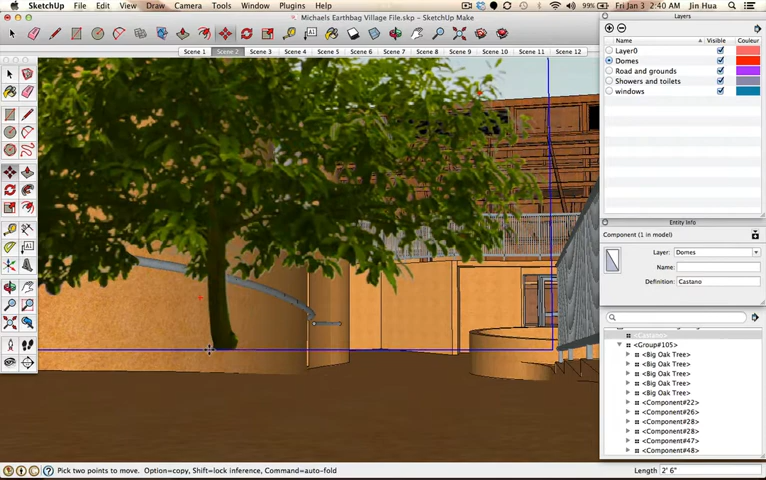 SketchUp File Edit View Camera Draw Tools Window Plugins Help
99% Fri Jan 3 2:40 AM Jin Hua
Michaels Earthbag Village File.skp - SketchUp Make
Scene 1 Scene 2 Scene 3 Scene 4 Scene 5 Scene 6 Scene 7 Scene 8 Scene 9 Scene 10 Scene 11 Scene 12
Layers
Name Visible Couleur
Layer0
Domes
Road and grounds
Showers and toilets
windows
Entity Info
Component (1 in model)
Layer: Domes
Name:
Definition: Castano
<Castano>
<Group#105>
<Big Oak Tree>
<Big Oak Tree>
<Big Oak Tree>
<Big Oak Tree>
<Big Oak Tree>
<Component#22>
<Component#26>
<Component#28>
<Component#28>
<Component#47>
<Component#48>
Pick two points to move. Option=copy, Shift=lock inference, Command=auto-fold
Length 2' 6"